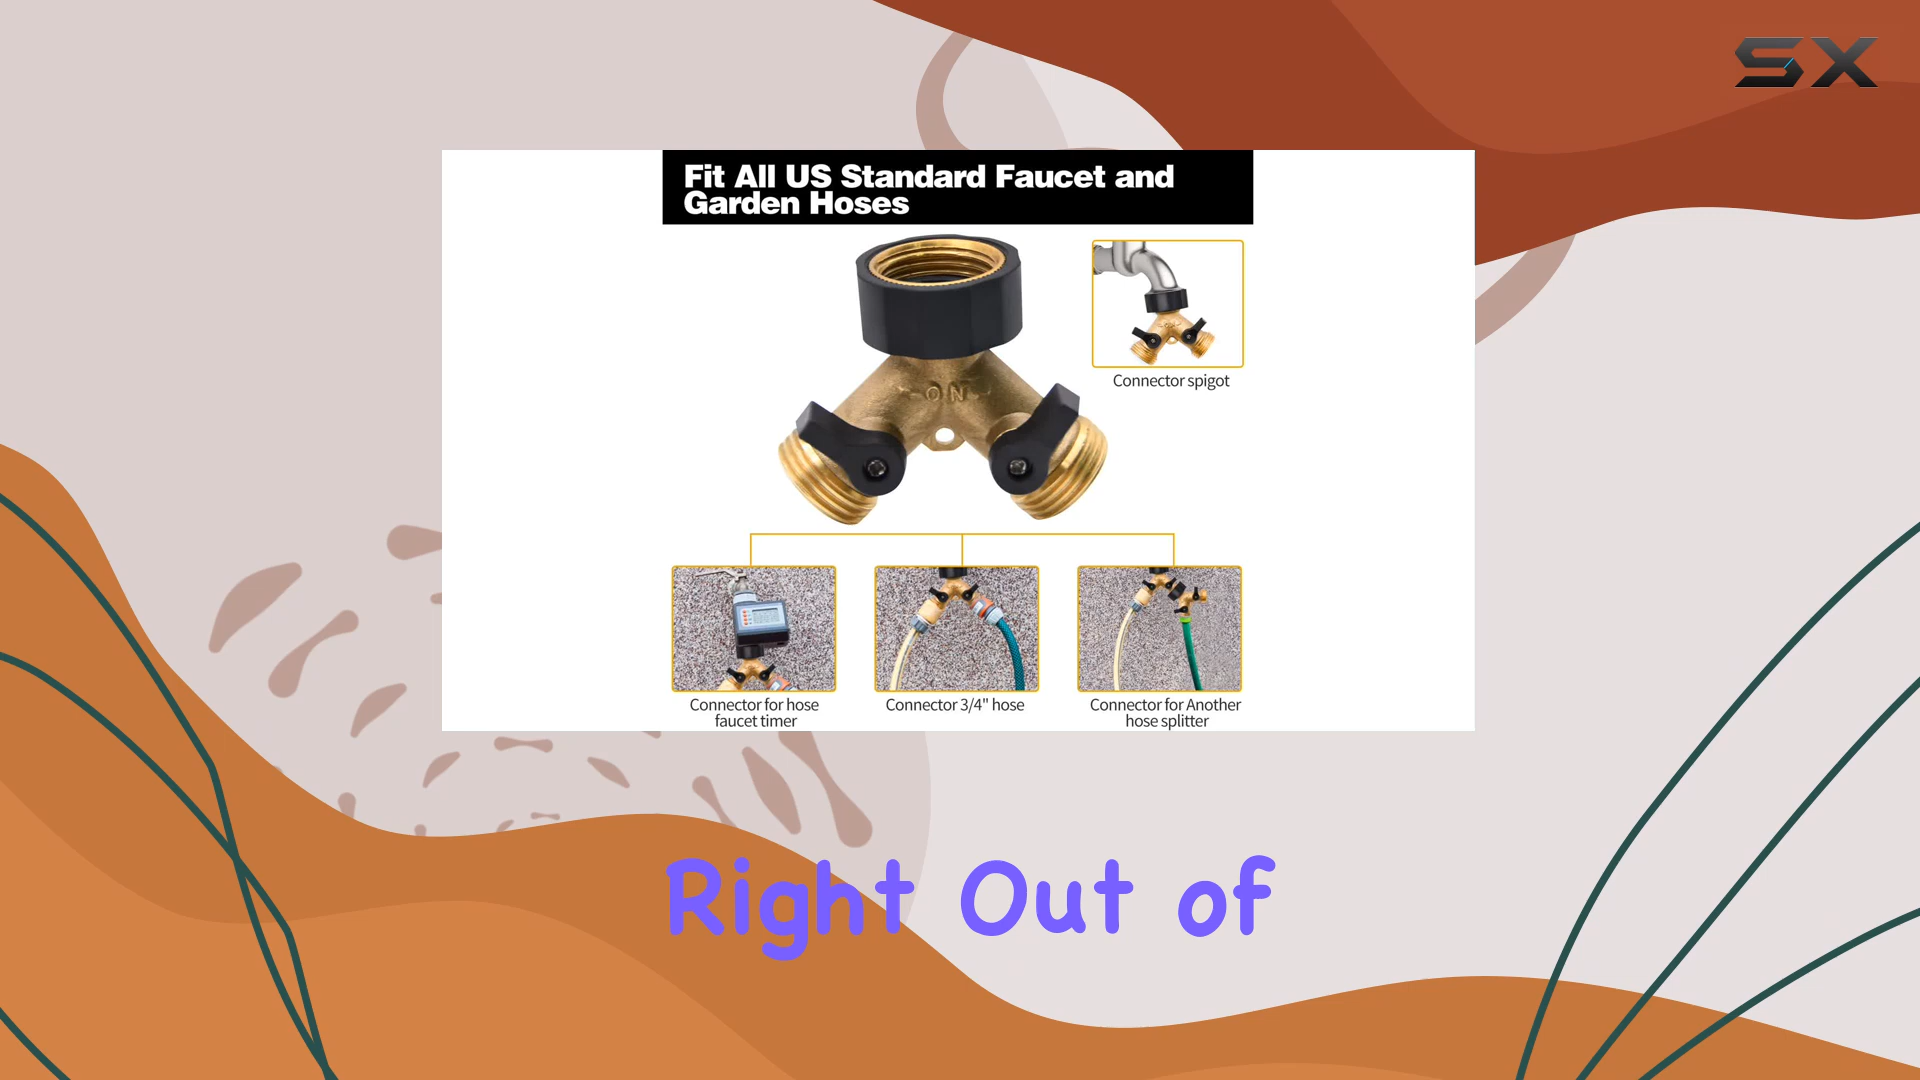 SX
Fit All US Standard Faucet and
Garden Hoses
ON
Connector spigot
Connector for hose
faucet timer
Connector 3/4" hose
Connector for Another
hose splitter
Right Out of